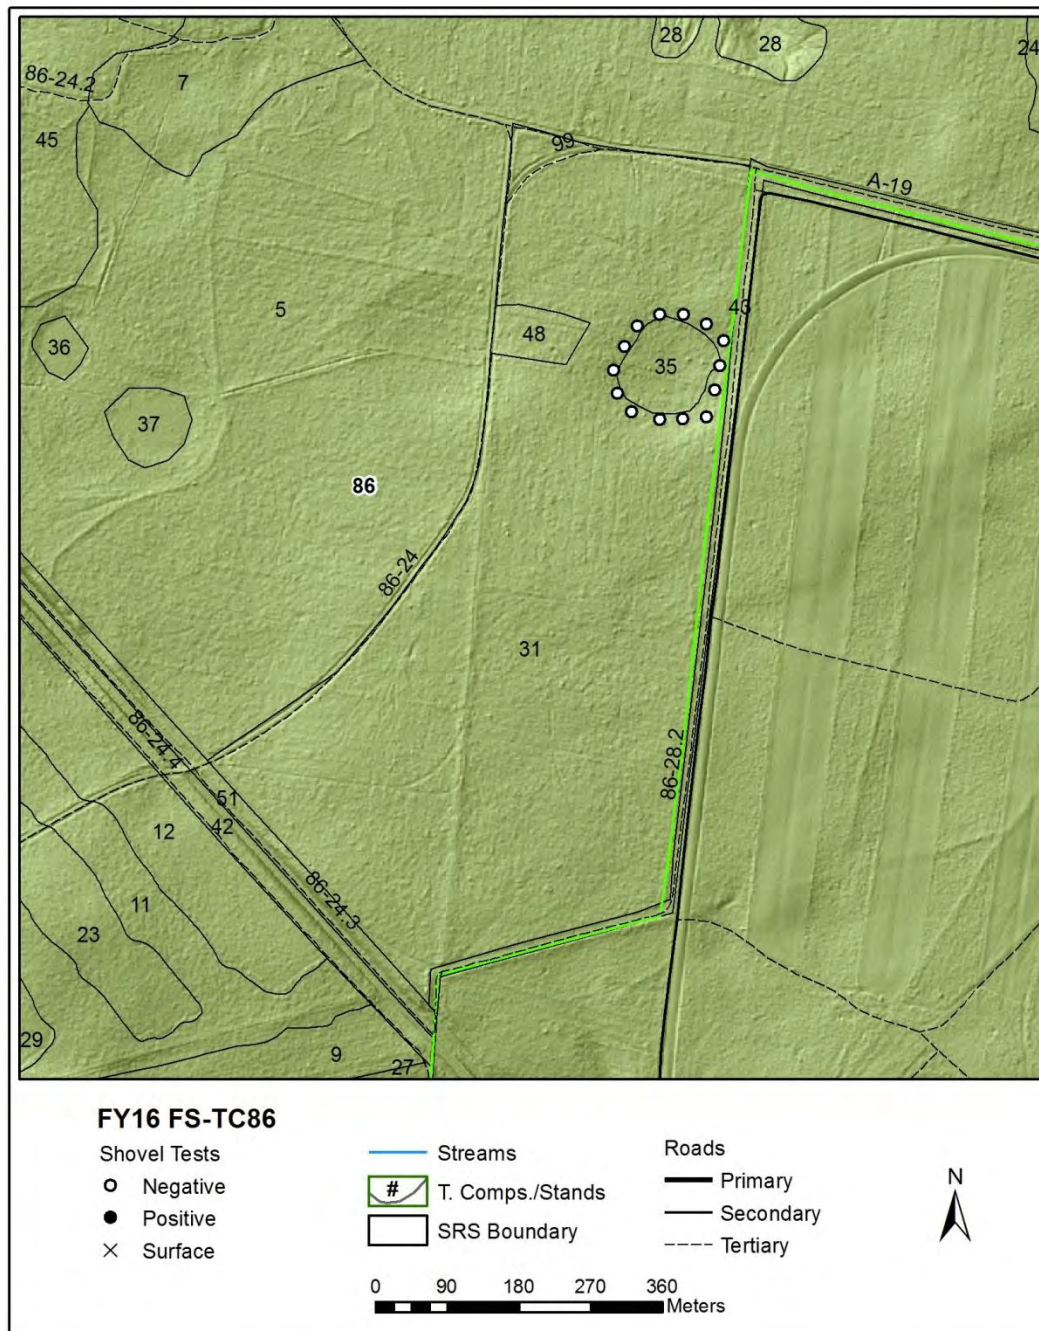 28
28
24
7
86-24.2
45
99
A-19
5
43
48
36
35
37
86
86-24
31
86-24.4
86-28.2
51
42
12
86-24.3
11
23
29
9
27
FY16 FS-TC86
Shovel Tests
Negative
Positive
Surface
Streams
# T. Comps./Stands
SRS Boundary
Roads
Primary
Secondary
Tertiary
N
0 90 180 270 360
Meters